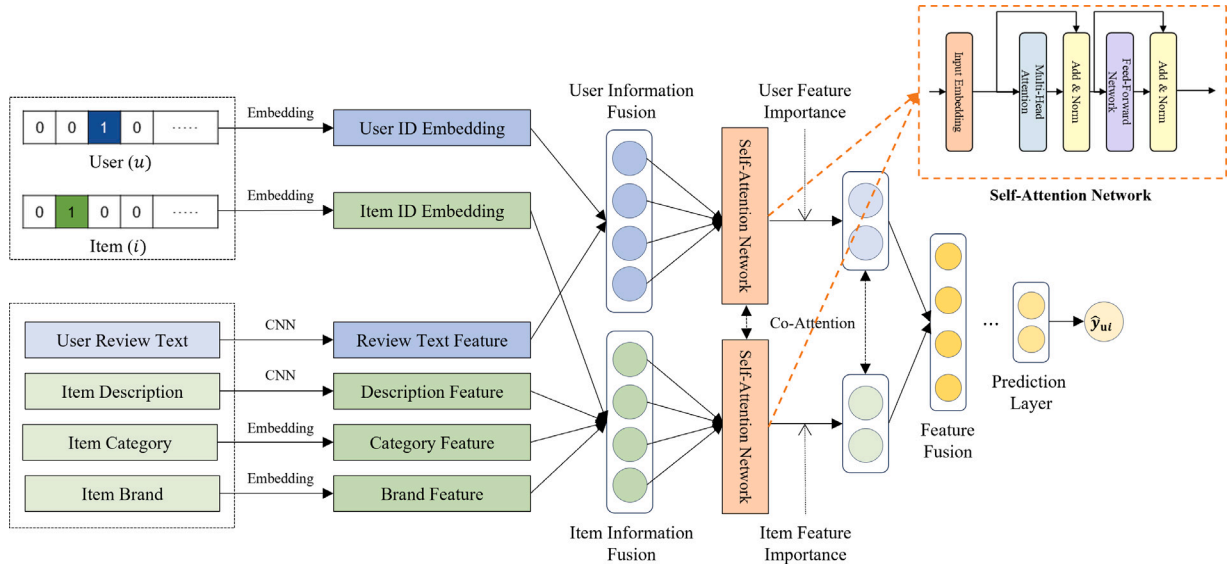 0 0 1 0 ·····
User (u)
0 1 0 0 ·····
Item (i)
Embedding
Embedding
User ID Embedding
Item ID Embedding
User Review Text
Item Description
Item Category
Item Brand
CNN
CNN
Embedding
Embedding
Review Text Feature
Description Feature
Category Feature
Brand Feature
User Information
Fusion
Item Information
Fusion
Self-Attention Network
Self-Attention Network
User Feature
Importance
Co-Attention
Item Feature
Importance
Input Embedding
Multi-Head
Attention
Add & Norm
Feed-Forward
Network
Add & Norm
Self-Attention Network
Feature
Fusion
...
Prediction
Layer
ŷui